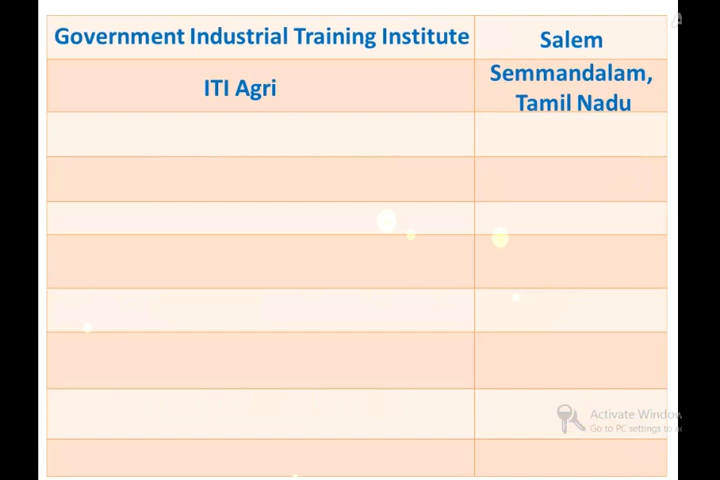 Government Industrial Training Institute
Salem
ITI Agri
Semmandalam,
Tamil Nadu
Activate Window
Go to PC settings to